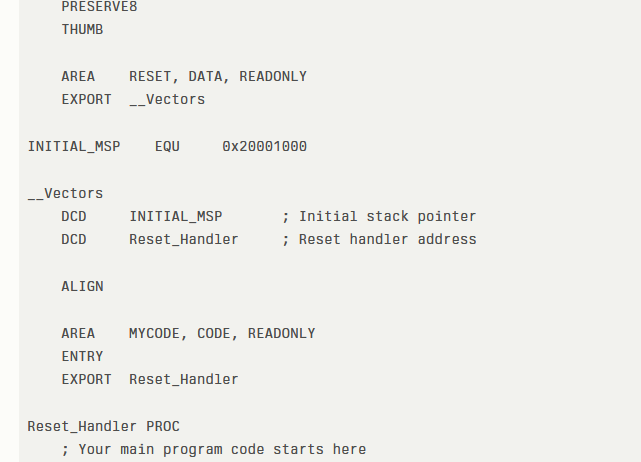 PRESERVE8
THUMB
AREA    RESET, DATA, READONLY
EXPORT  __Vectors
INITIAL_MSP    EQU     0x20001000
__Vectors
DCD     INITIAL_MSP       ; Initial stack pointer
DCD     Reset_Handler     ; Reset handler address
ALIGN
AREA    MYCODE, CODE, READONLY
ENTRY
EXPORT  Reset_Handler
Reset_Handler PROC
; Your main program code starts here